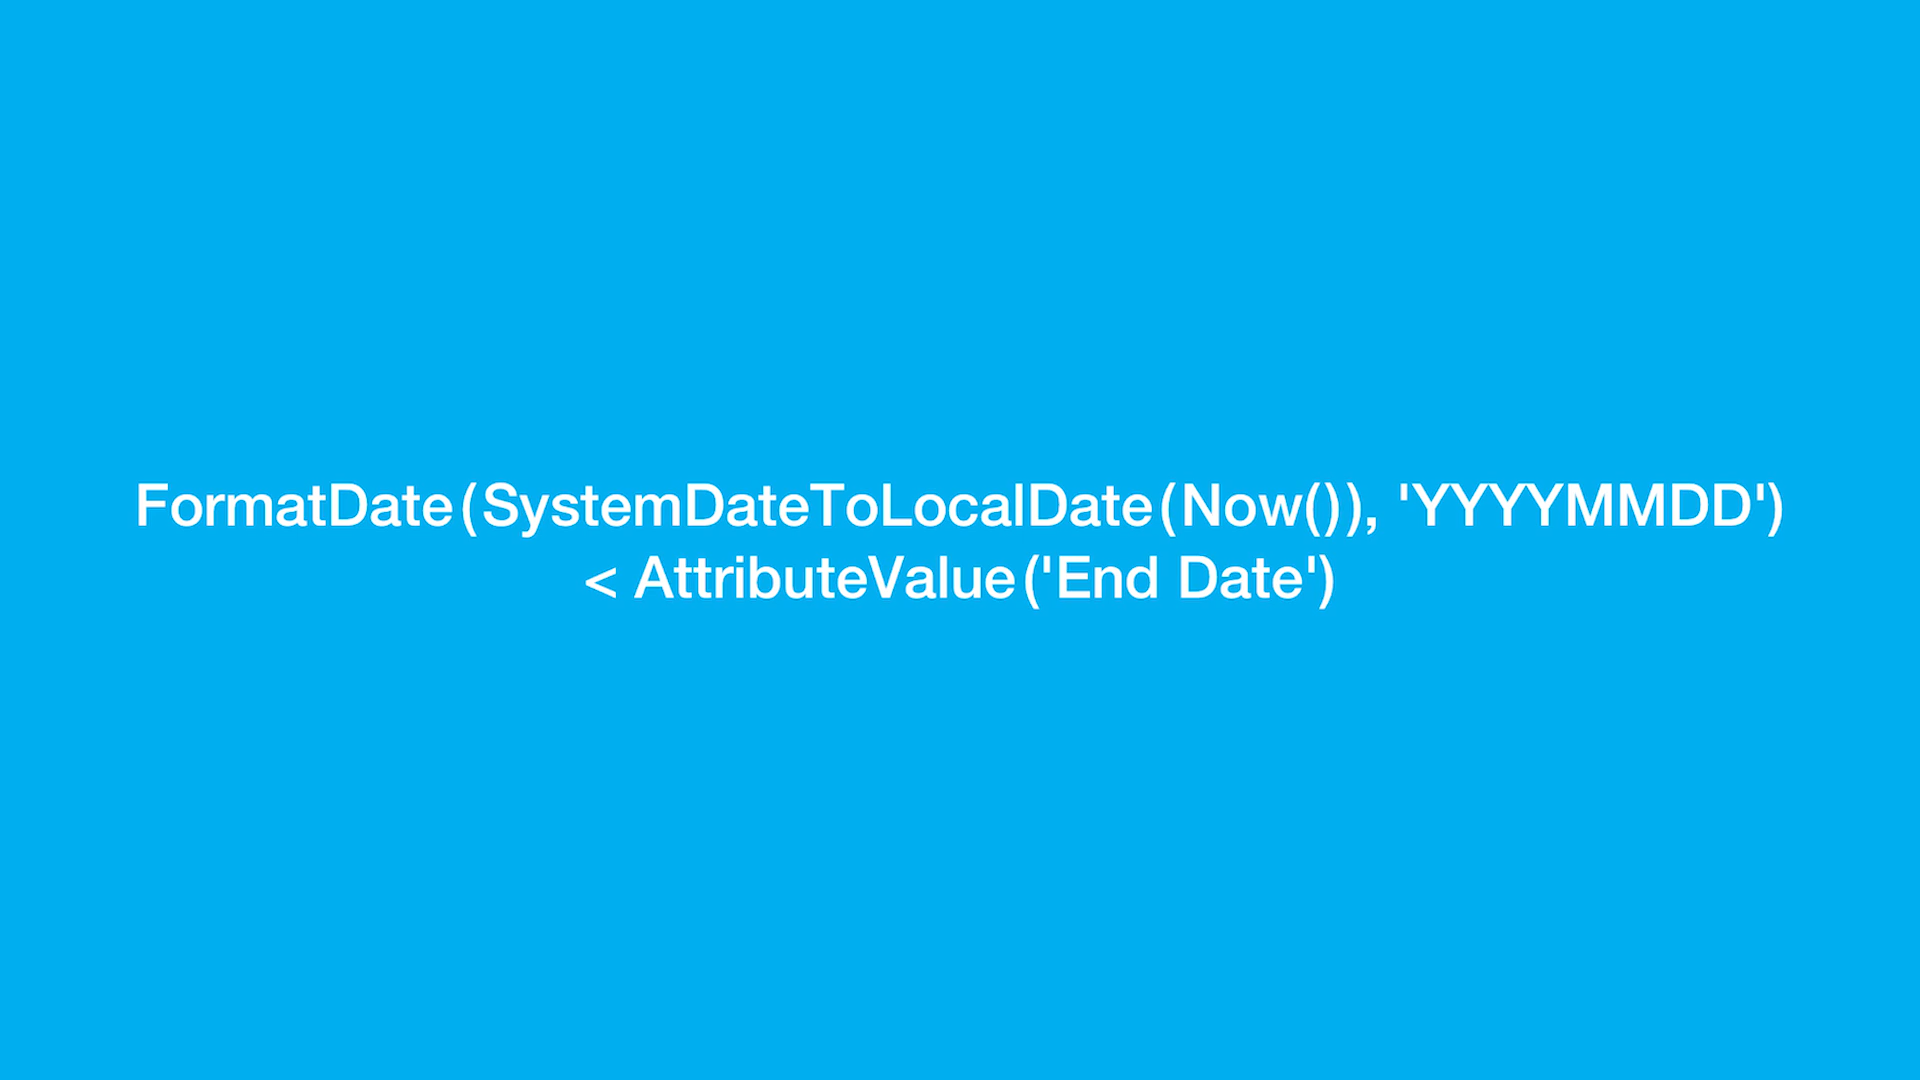 FormatDate(SystemDateToLocalDate(Now()), 'YYYYMMDD')
< AttributeValue('End Date')